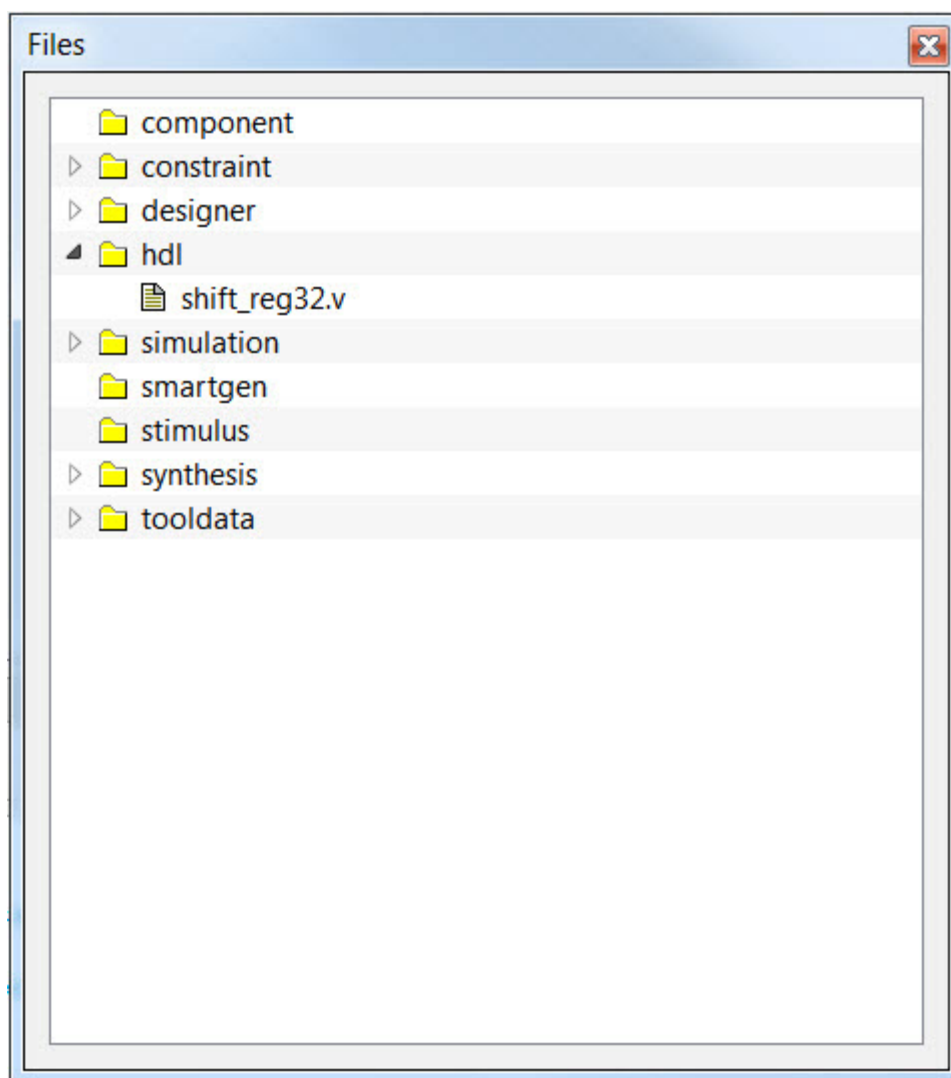 Files
component
constraint
designer
hdl
shift_reg32.v
simulation
smartgen
stimulus
synthesis
tooldata